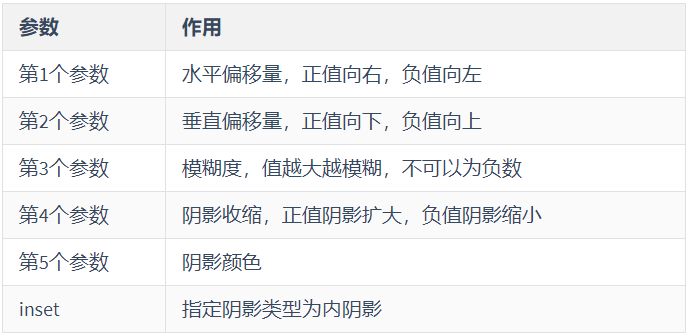 参数 作用
第1个参数 水平偏移量，正值向右，负值向左
第2个参数 垂直偏移量，正值向下，负值向上
第3个参数 模糊度，值越大越模糊，不可以为负数
第4个参数 阴影收缩，正值阴影扩大，负值阴影缩小
第5个参数 阴影颜色
inset 指定阴影类型为内阴影